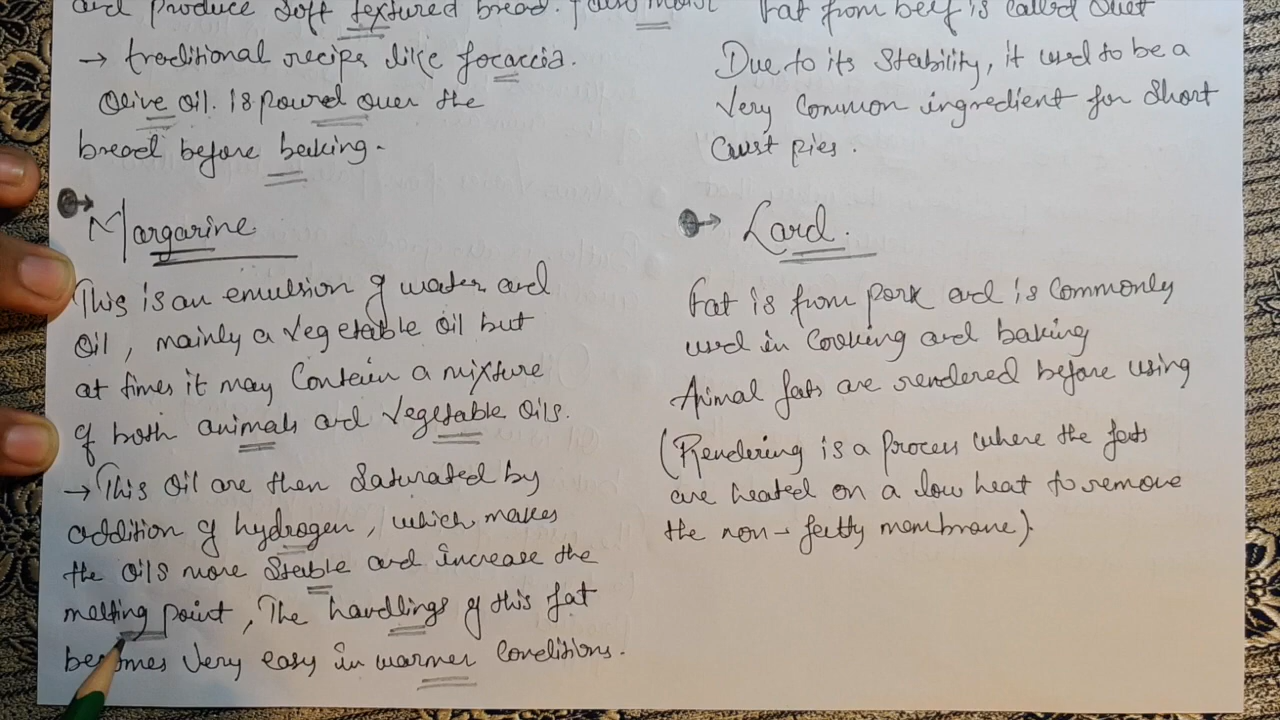 and produce soft textured bread. / also moist
→ traditional recipe like focaccia.
Olive oil. is poured over the
bread before baking.
Margarine
This is an emulsion of water and
oil, mainly a vegetable oil but
at times it may contain a mixture
of both animals and vegetable oils.
→ This oil are then saturated by
addition of hydrogen, which makes
the oils more stable and increase the
melting point, The handlings of this fat
becomes very easy in warmer conditions.
Fat from beef is called suet
Due to its stability, it used to be a
very common ingredient for short
crust pies.
Lard.
Fat is from pork and is commonly
used in cooking and baking
Animal fats are rendered before using
(Rendering is a process where the fats
are heated on a low heat to remove
the non-fatty membrane)